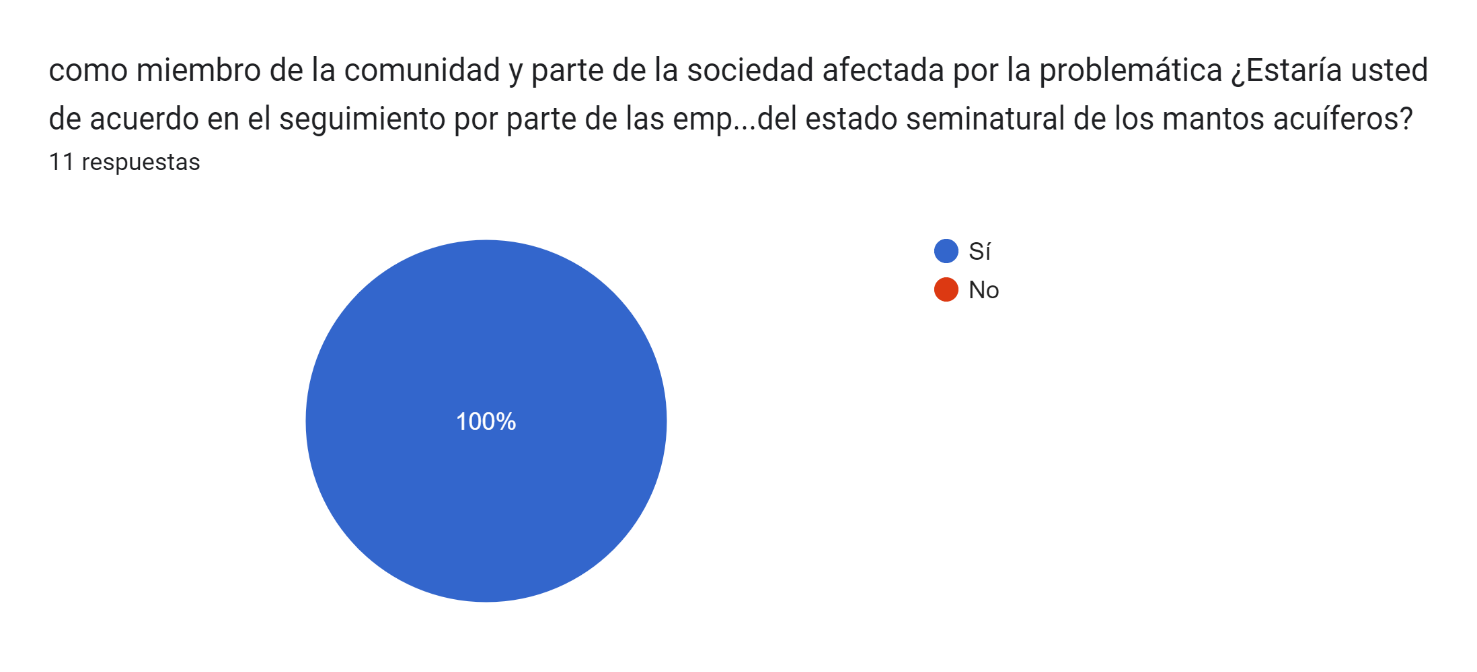 como miembro de la comunidad y parte de la sociedad afectada por la problemática ¿Estaría usted
de acuerdo en el seguimiento por parte de las emp...del estado seminatural de los mantos acuíferos?
11 respuestas
Sí
No
100%